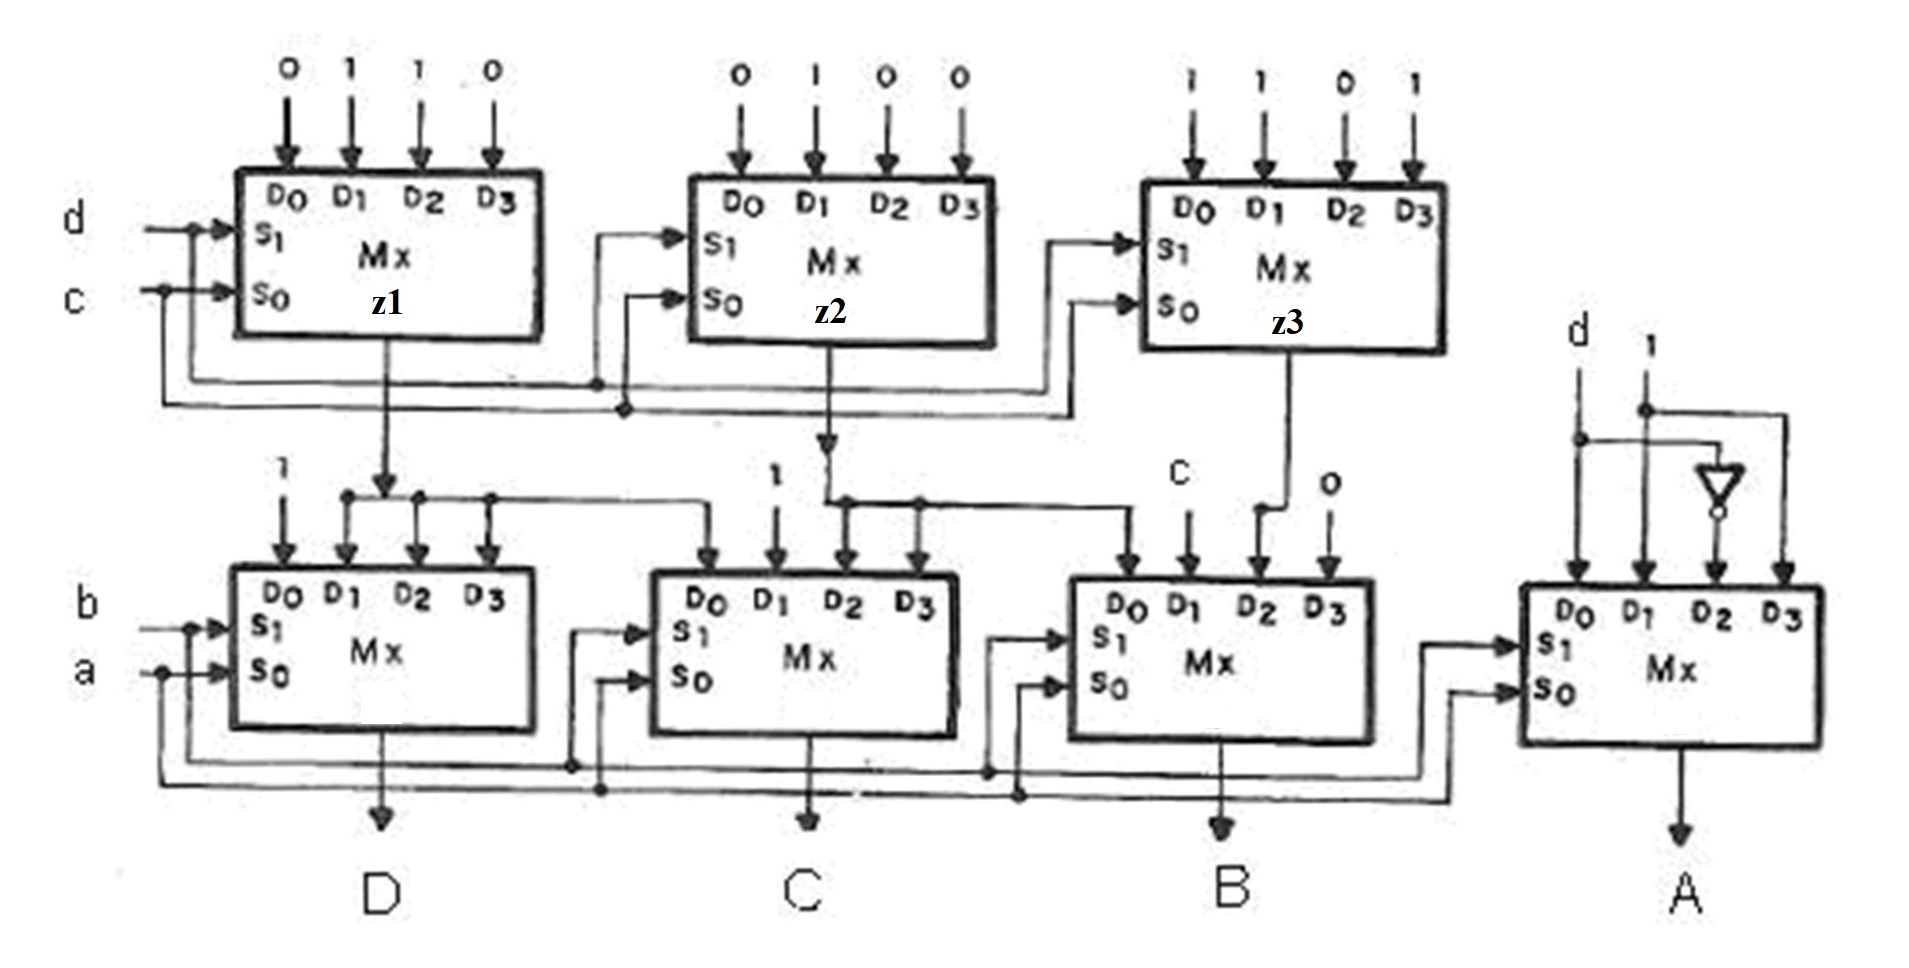 0 1 1 0 0 1 0 0 1 1 0 1
D0 D1 D2 D3 D0 D1 D2 D3 D0 D1 D2 D3
d S1 Mx S1 Mx S1 Mx
c S0 z1 S0 z2 S0 z3
d 1
1 1 C 0
D0 D1 D2 D3 D0 D1 D2 D3 D0 D1 D2 D3 D0 D1 D2 D3
b S1 Mx S1 Mx S1 Mx S1 Mx
a S0 S0 S0 S0
D C B A